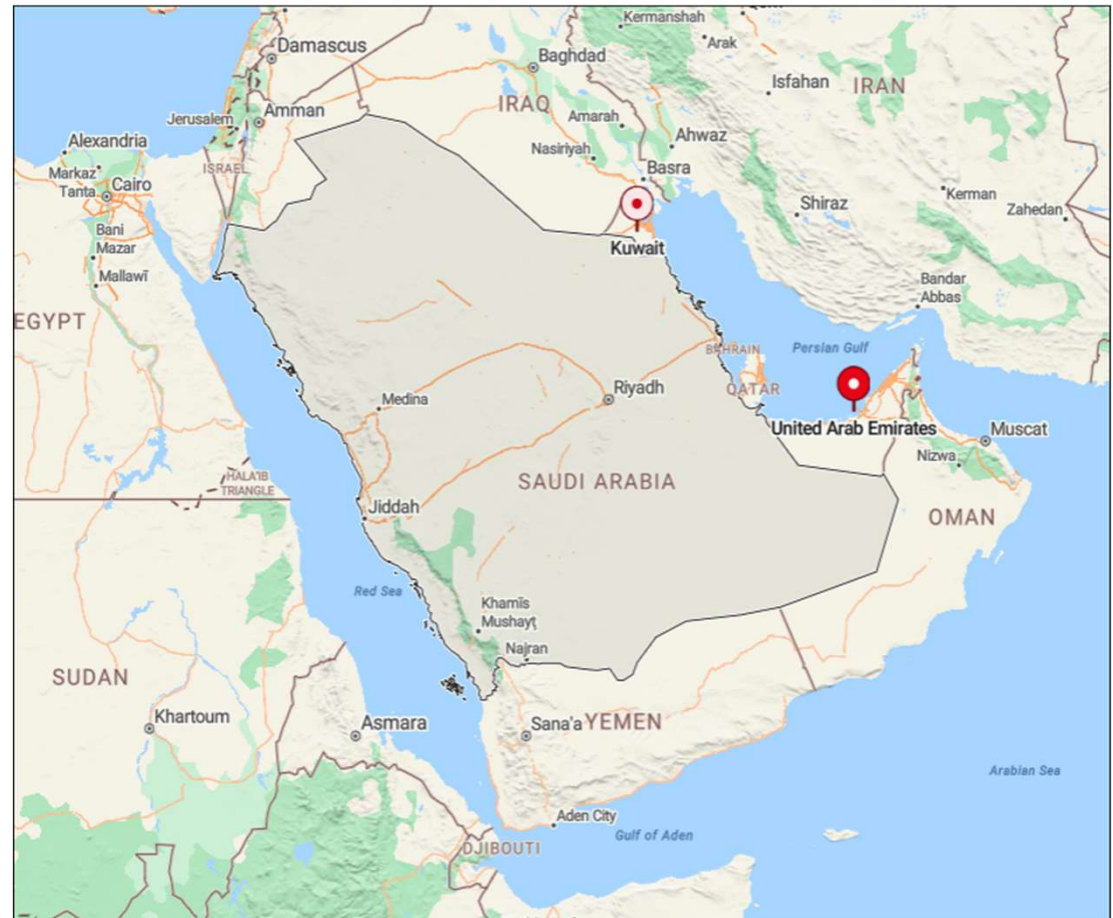 Kermanshah
Damascus
Arak
Baghdad
Isfahan
IRAN
IRAQ
Amman
Jerusalem
Amarah
Alexandria
Ahwaz
Nasiriyah
Markaz
ISRAEL
Basra
Tanta
Cairo
Kerman
Shiraz
Zahedan
Bani
Mazar
Kuwait
Mallawī
Bandar
Abbas
EGYPT
BAHRAIN
Persian Gulf
Riyadh
QATAR
Medina
United Arab Emirates
Muscat
Nizwa
HALA'IB
TRIANGLE
SAUDI ARABIA
Jiddah
OMAN
Red Sea
Khamīs
Mushayţ
Najran
SUDAN
Khartoum
Asmara
Sana'a
YEMEN
Arabian Sea
Aden City
Gulf of Aden
DJIBOUTI